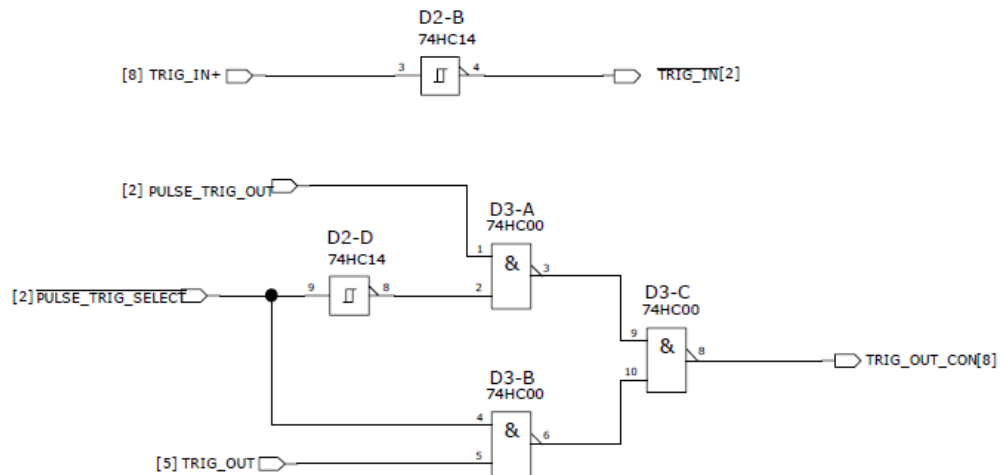 D2-B
74HC14
[8] TRIG_IN+ 3 4 TRIG_IN[2]
[2] PULSE_TRIG_OUT
D3-A
74HC00
D2-D
74HC14
1 & 3
[2] PULSE_TRIG_SELECT 9 8 2
D3-C
74HC00
9 & 8
TRIG_OUT_CON[8]
10
D3-B
74HC00
4 & 6
[5] TRIG_OUT 5